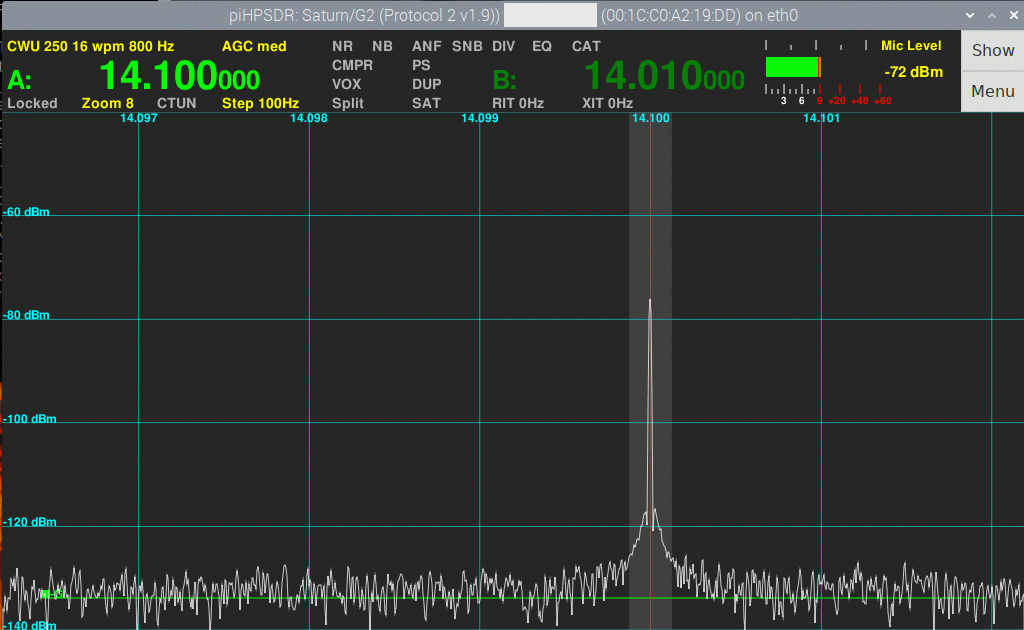 piHPSDR: Saturn/G2 (Protocol 2 v1.9)) (00:1C:C0:A2:19:DD) on eth0
CWU 250 16 wpm 800 Hz AGC med NR NB ANF SNB DIV EQ CAT Mic Level Show
CMPR PS
A: 14.100000 VOX DUP B: 14.010000 -72 dBm
Locked Zoom 8 CTUN Step 100Hz Split SAT RIT 0Hz XIT 0Hz 3 6 9 +20 +40 +60 Menu
14.097 14.098 14.099 14.100 14.101
-60 dBm
-80 dBm
-100 dBm
-120 dBm
-140 dBm